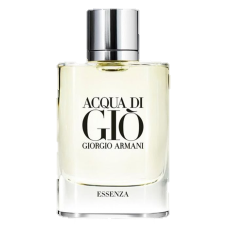 ACQUA DI
GIÒ
GIORGIO ARMANI
ESSENZA